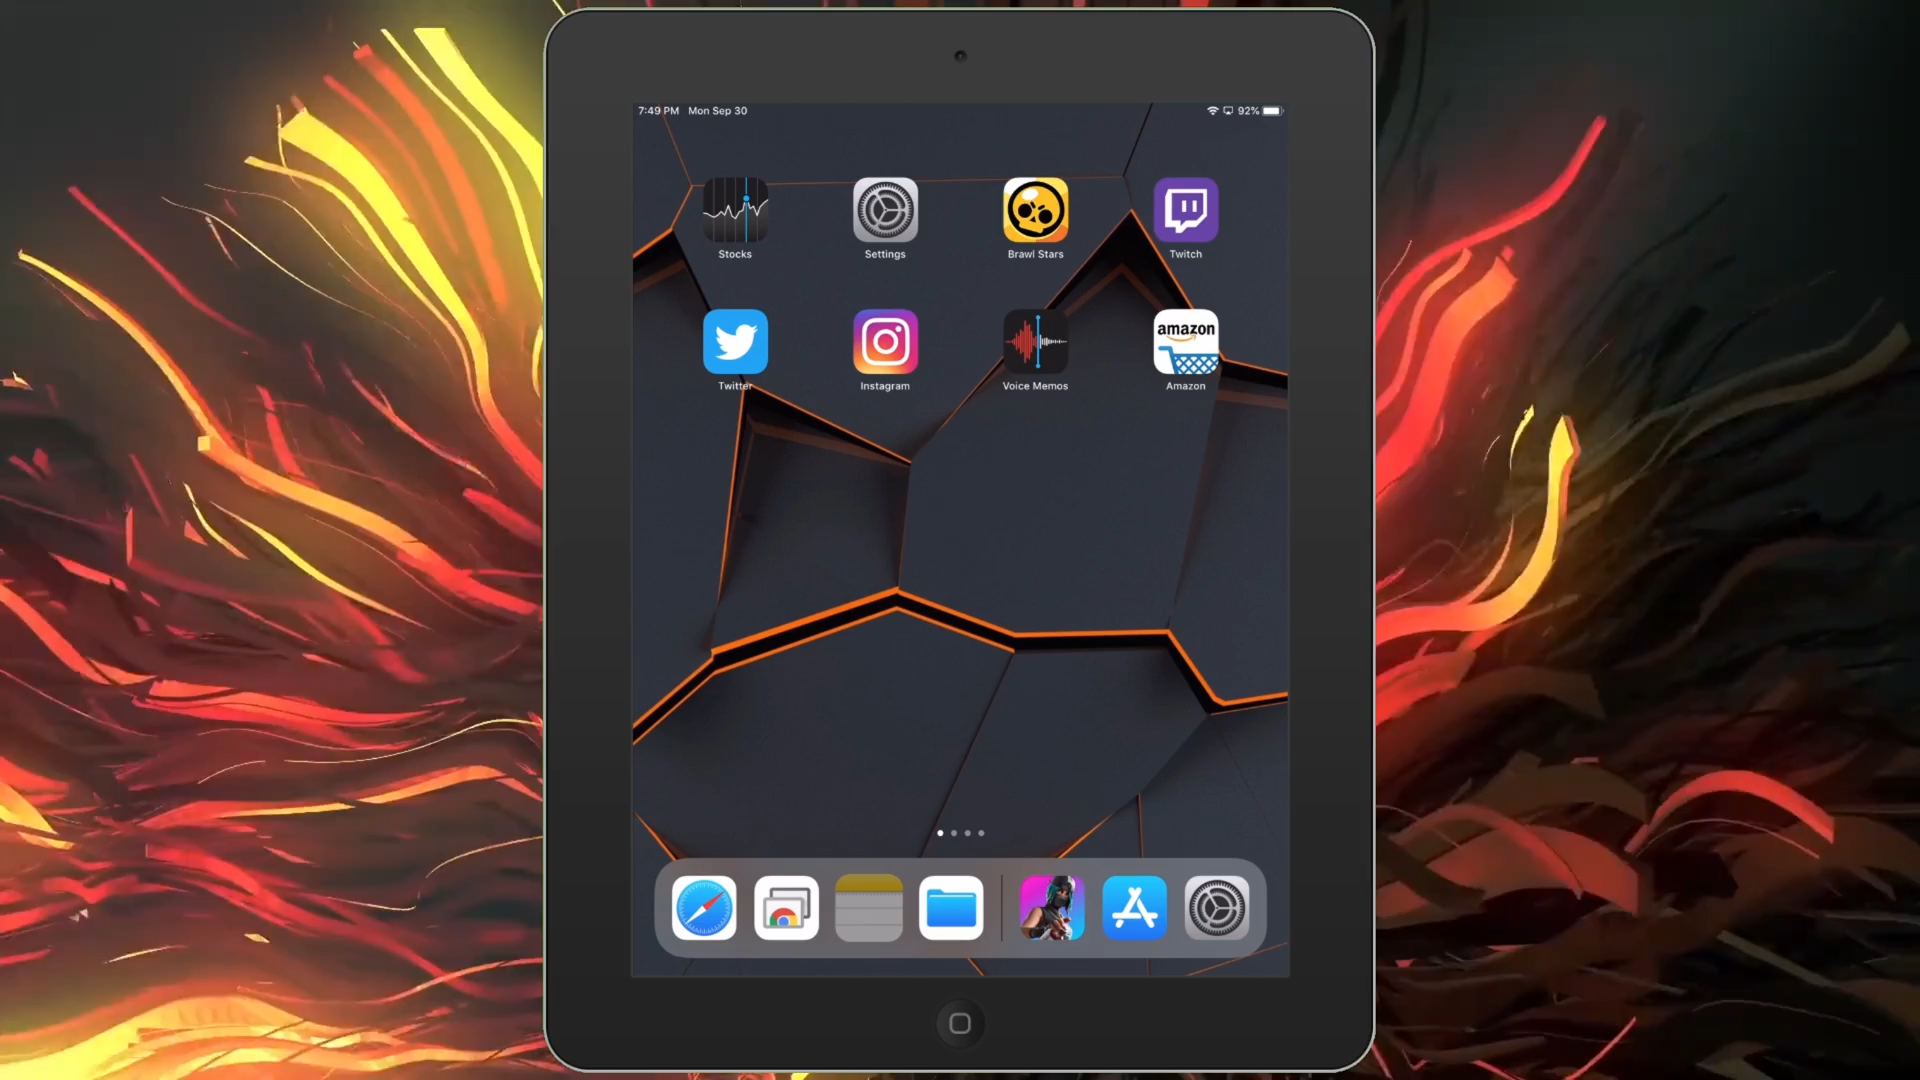 7:49 PM Mon Sep 30 92%
Stocks Settings Brawl Stars Twitch
amazon
Twitter Instagram Voice Memos Amazon